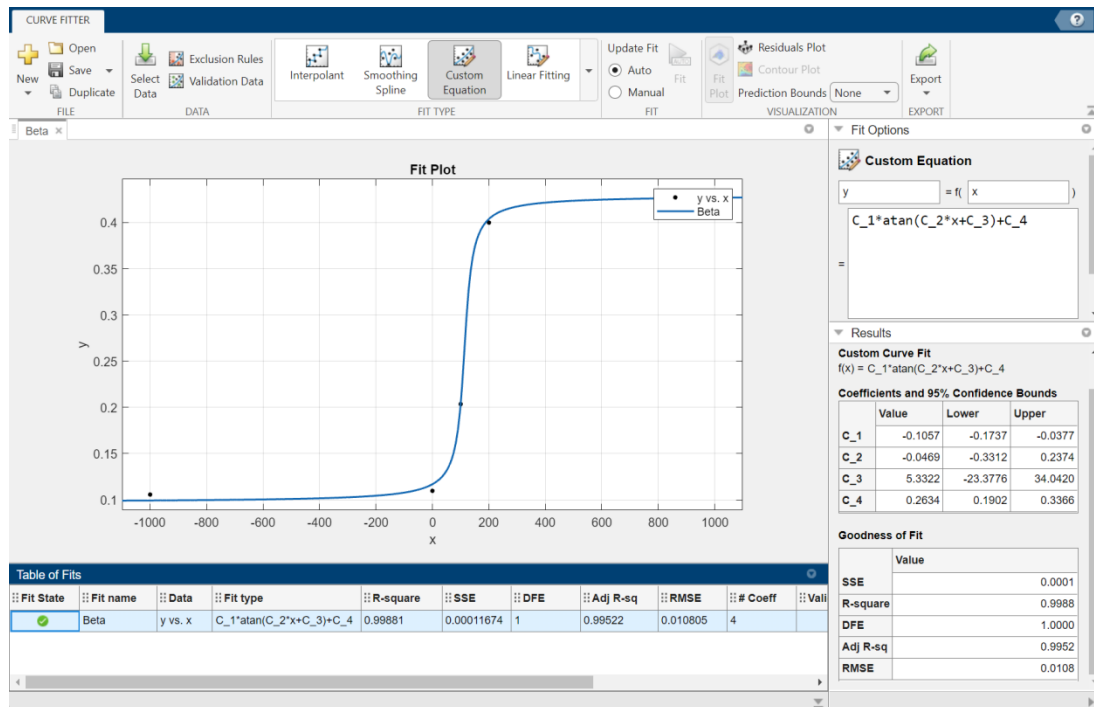 CURVE FITTER
?
New
Open
Save
Duplicate
FILE
Select Data
Exclusion Rules
Validation Data
DATA
Interpolant
Smoothing Spline
Custom Equation
Linear Fitting
FIT TYPE
Update Fit
Auto
Manual
Fit
FIT
Fit Plot
Residuals Plot
Contour Plot
Prediction Bounds None
VISUALIZATION
Export
EXPORT
Beta ×
Fit Plot
y vs. x
Beta
0.4
0.35
0.3
0.25
0.2
0.15
0.1
y
-1000 -800 -600 -400 -200 0 200 400 600 800 1000
x
Fit Options
Custom Equation
y = f( x )
=
C_1*atan(C_2*x+C_3)+C_4
Results
Custom Curve Fit
f(x) = C_1*atan(C_2*x+C_3)+C_4
Coefficients and 95% Confidence Bounds
Value Lower Upper
C_1 -0.1057 -0.1737 -0.0377
C_2 -0.0469 -0.3312 0.2374
C_3 5.3322 -23.3776 34.0420
C_4 0.2634 0.1902 0.3366
Goodness of Fit
Value
SSE 0.0001
R-square 0.9988
DFE 1.0000
Adj R-sq 0.9952
RMSE 0.0108
Table of Fits
Fit State Fit name Data Fit type R-square SSE DFE Adj R-sq RMSE # Coeff Vali
Beta y vs. x C_1*atan(C_2*x+C_3)+C_4 0.99881 0.00011674 1 0.99522 0.010805 4